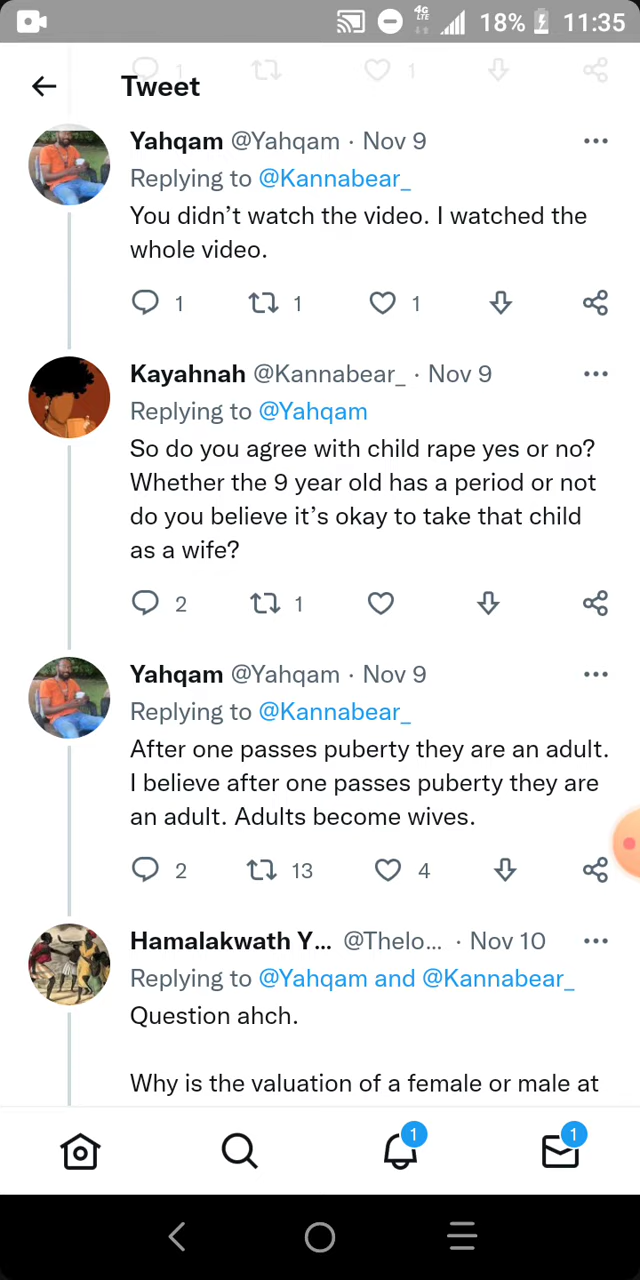 4G
LTE
18%
11:35
1
1
Tweet
Yahqam @Yahqam · Nov 9
Replying to @Kannabear_
You didn’t watch the video. I watched the
whole video.
1 1 1
Kayahnah @Kannabear_ · Nov 9
Replying to @Yahqam
So do you agree with child rape yes or no?
Whether the 9 year old has a period or not
do you believe it’s okay to take that child
as a wife?
2 1
Yahqam @Yahqam · Nov 9
Replying to @Kannabear_
After one passes puberty they are an adult.
I believe after one passes puberty they are
an adult. Adults become wives.
2 13 4
Hamalakwath Y... @Thelo... · Nov 10
Replying to @Yahqam and @Kannabear_
Question ahch.
Why is the valuation of a female or male at
1 1